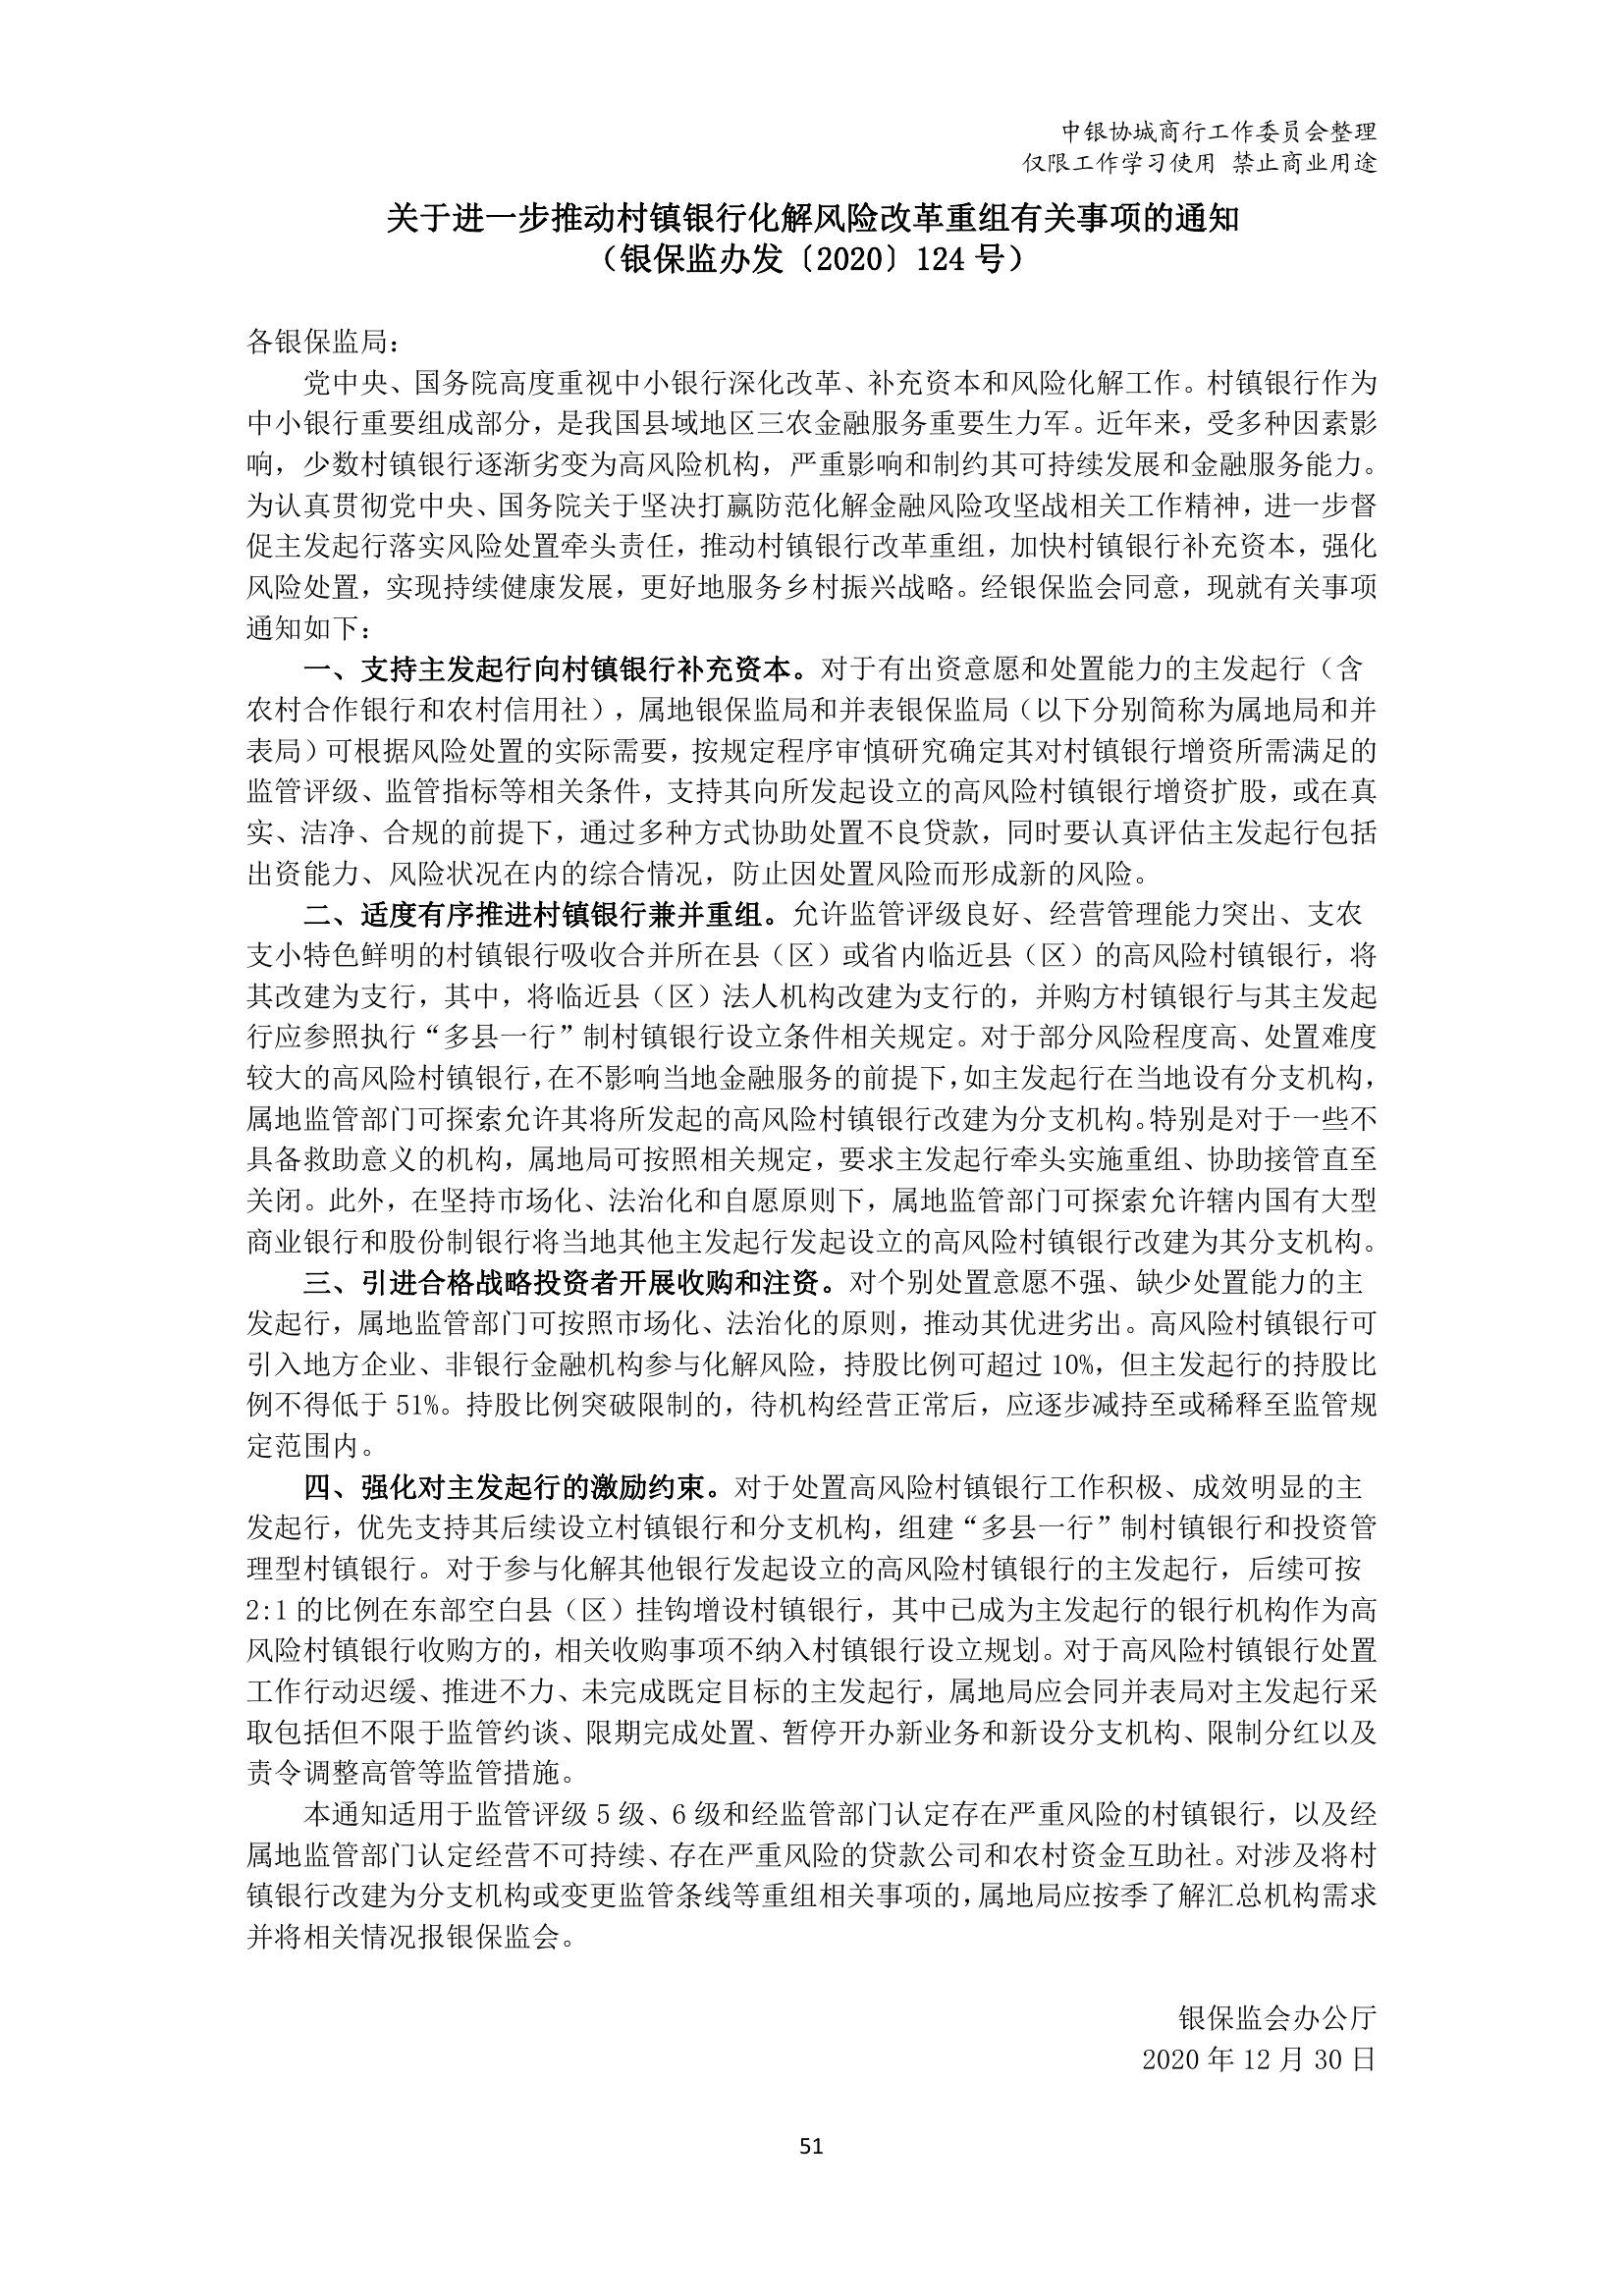 中银协城商行工作委员会整理
仅限工作学习使用 禁止商业用途
关于进一步推动村镇银行化解风险改革重组有关事项的通知
（银保监办发〔2020〕124 号）
各银保监局：
党中央、国务院高度重视中小银行深化改革、补充资本和风险化解工作。村镇银行作为
中小银行重要组成部分，是我国县域地区三农金融服务重要生力军。近年来，受多种因素影
响，少数村镇银行逐渐劣变为高风险机构，严重影响和制约其可持续发展和金融服务能力。
为认真贯彻党中央、国务院关于坚决打赢防范化解金融风险攻坚战相关工作精神，进一步督
促主发起行落实风险处置牵头责任，推动村镇银行改革重组，加快村镇银行补充资本，强化
风险处置，实现持续健康发展，更好地服务乡村振兴战略。经银保监会同意，现就有关事项
通知如下：
一、支持主发起行向村镇银行补充资本。对于有出资意愿和处置能力的主发起行（含
农村合作银行和农村信用社），属地银保监局和并表银保监局（以下分别简称为属地局和并
表局）可根据风险处置的实际需要，按规定程序审慎研究确定其对村镇银行增资所需满足的
监管评级、监管指标等相关条件，支持其向所发起设立的高风险村镇银行增资扩股，或在真
实、洁净、合规的前提下，通过多种方式协助处置不良贷款，同时要认真评估主发起行包括
出资能力、风险状况在内的综合情况，防止因处置风险而形成新的风险。
二、适度有序推进村镇银行兼并重组。允许监管评级良好、经营管理能力突出、支农
支小特色鲜明的村镇银行吸收合并所在县（区）或省内临近县（区）的高风险村镇银行，将
其改建为支行，其中，将临近县（区）法人机构改建为支行的，并购方村镇银行与其主发起
行应参照执行“多县一行”制村镇银行设立条件相关规定。对于部分风险程度高、处置难度
较大的高风险村镇银行，在不影响当地金融服务的前提下，如主发起行在当地设有分支机构，
属地监管部门可探索允许其将所发起的高风险村镇银行改建为分支机构。特别是对于一些不
具备救助意义的机构，属地局可按照相关规定，要求主发起行牵头实施重组、协助接管直至
关闭。此外，在坚持市场化、法治化和自愿原则下，属地监管部门可探索允许辖内国有大型
商业银行和股份制银行将当地其他主发起行发起设立的高风险村镇银行改建为其分支机构。
三、引进合格战略投资者开展收购和注资。对个别处置意愿不强、缺少处置能力的主
发起行，属地监管部门可按照市场化、法治化的原则，推动其优进劣出。高风险村镇银行可
引入地方企业、非银行金融机构参与化解风险，持股比例可超过 10%，但主发起行的持股比
例不得低于 51%。持股比例突破限制的，待机构经营正常后，应逐步减持至或稀释至监管规
定范围内。
四、强化对主发起行的激励约束。对于处置高风险村镇银行工作积极、成效明显的主
发起行，优先支持其后续设立村镇银行和分支机构，组建“多县一行”制村镇银行和投资管
理型村镇银行。对于参与化解其他银行发起设立的高风险村镇银行的主发起行，后续可按
2:1 的比例在东部空白县（区）挂钩增设村镇银行，其中已成为主发起行的银行机构作为高
风险村镇银行收购方的，相关收购事项不纳入村镇银行设立规划。对于高风险村镇银行处置
工作行动迟缓、推进不力、未完成既定目标的主发起行，属地局应会同并表局对主发起行采
取包括但不限于监管约谈、限期完成处置、暂停开办新业务和新设分支机构、限制分红以及
责令调整高管等监管措施。
本通知适用于监管评级 5 级、6 级和经监管部门认定存在严重风险的村镇银行，以及经
属地监管部门认定经营不可持续、存在严重风险的贷款公司和农村资金互助社。对涉及将村
镇银行改建为分支机构或变更监管条线等重组相关事项的，属地局应按季了解汇总机构需求
并将相关情况报银保监会。
银保监会办公厅
2020 年 12 月 30 日
51